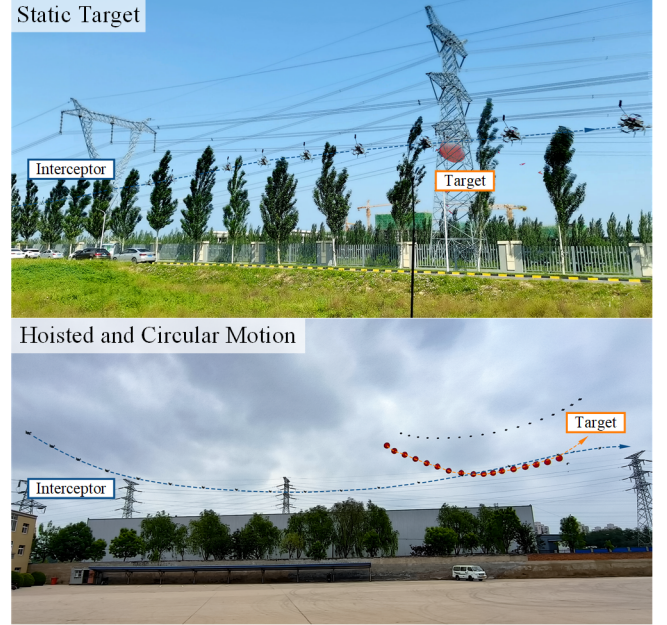 Static Target
Interceptor
Target
Hoisted and Circular Motion
Target
Interceptor